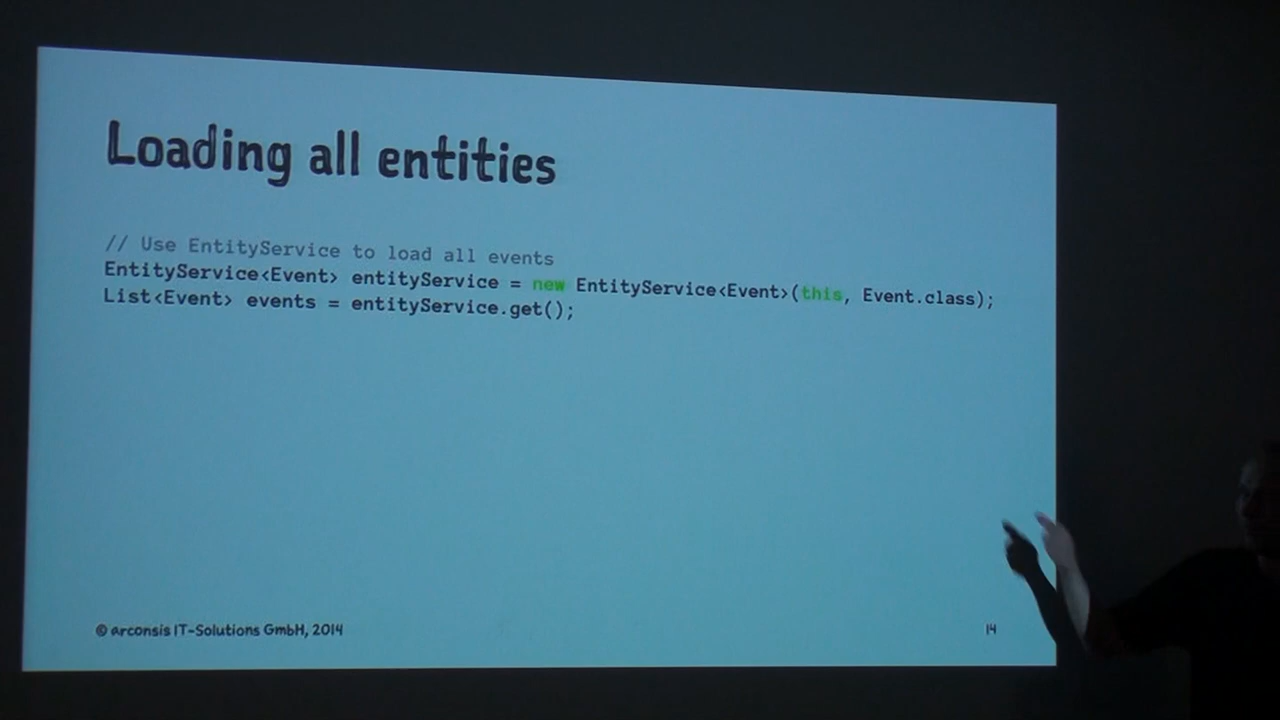 Loading all entities
// Use EntityService to load all events
EntityService<Event> entityService = new EntityService<Event>(this, Event.class);
List<Event> events = entityService.get();
© arconsis IT-Solutions GmbH, 2014
14